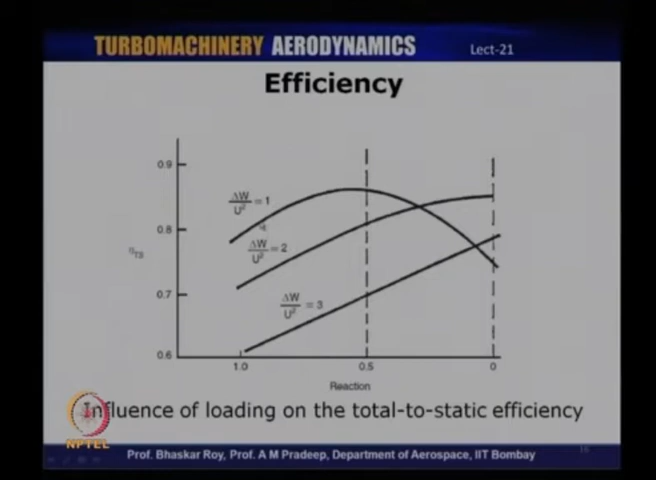 TURBOMACHINERY AERODYNAMICS Lect-21
Efficiency
0.9
ΔW/U² = 1
0.8
ΔW/U² = 2
ηTS
0.7
ΔW/U² = 3
0.6
1.0 0.5 0
Reaction
Influence of loading on the total-to-static efficiency
NPTEL
Prof. Bhaskar Roy, Prof. A M Pradeep, Department of Aerospace, IIT Bombay